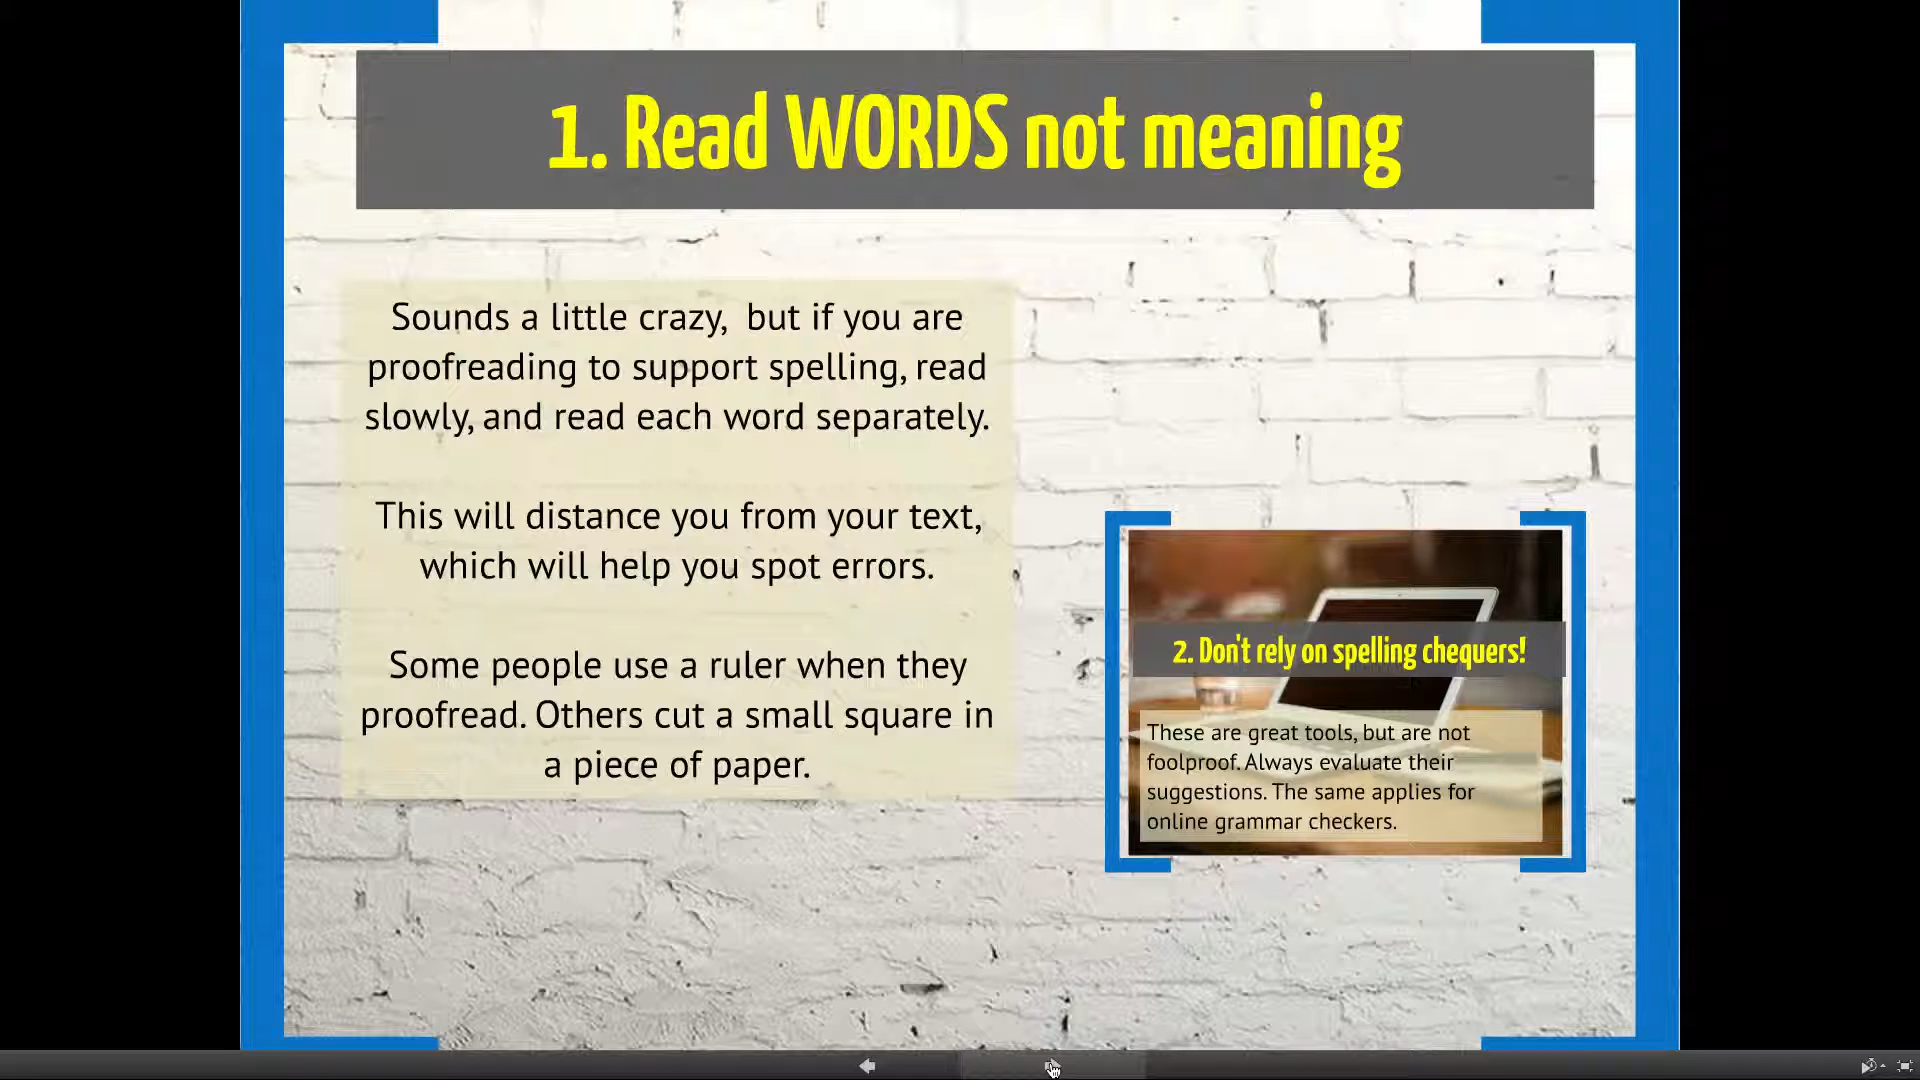 1. Read WORDS not meaning
Sounds a little crazy,  but if you are
proofreading to support spelling, read
slowly, and read each word separately.
This will distance you from your text,
which will help you spot errors.
Some people use a ruler when they
proofread. Others cut a small square in
a piece of paper.
2. Don't rely on spelling chequers!
These are great tools, but are not
foolproof. Always evaluate their
suggestions. The same applies for
online grammar checkers.